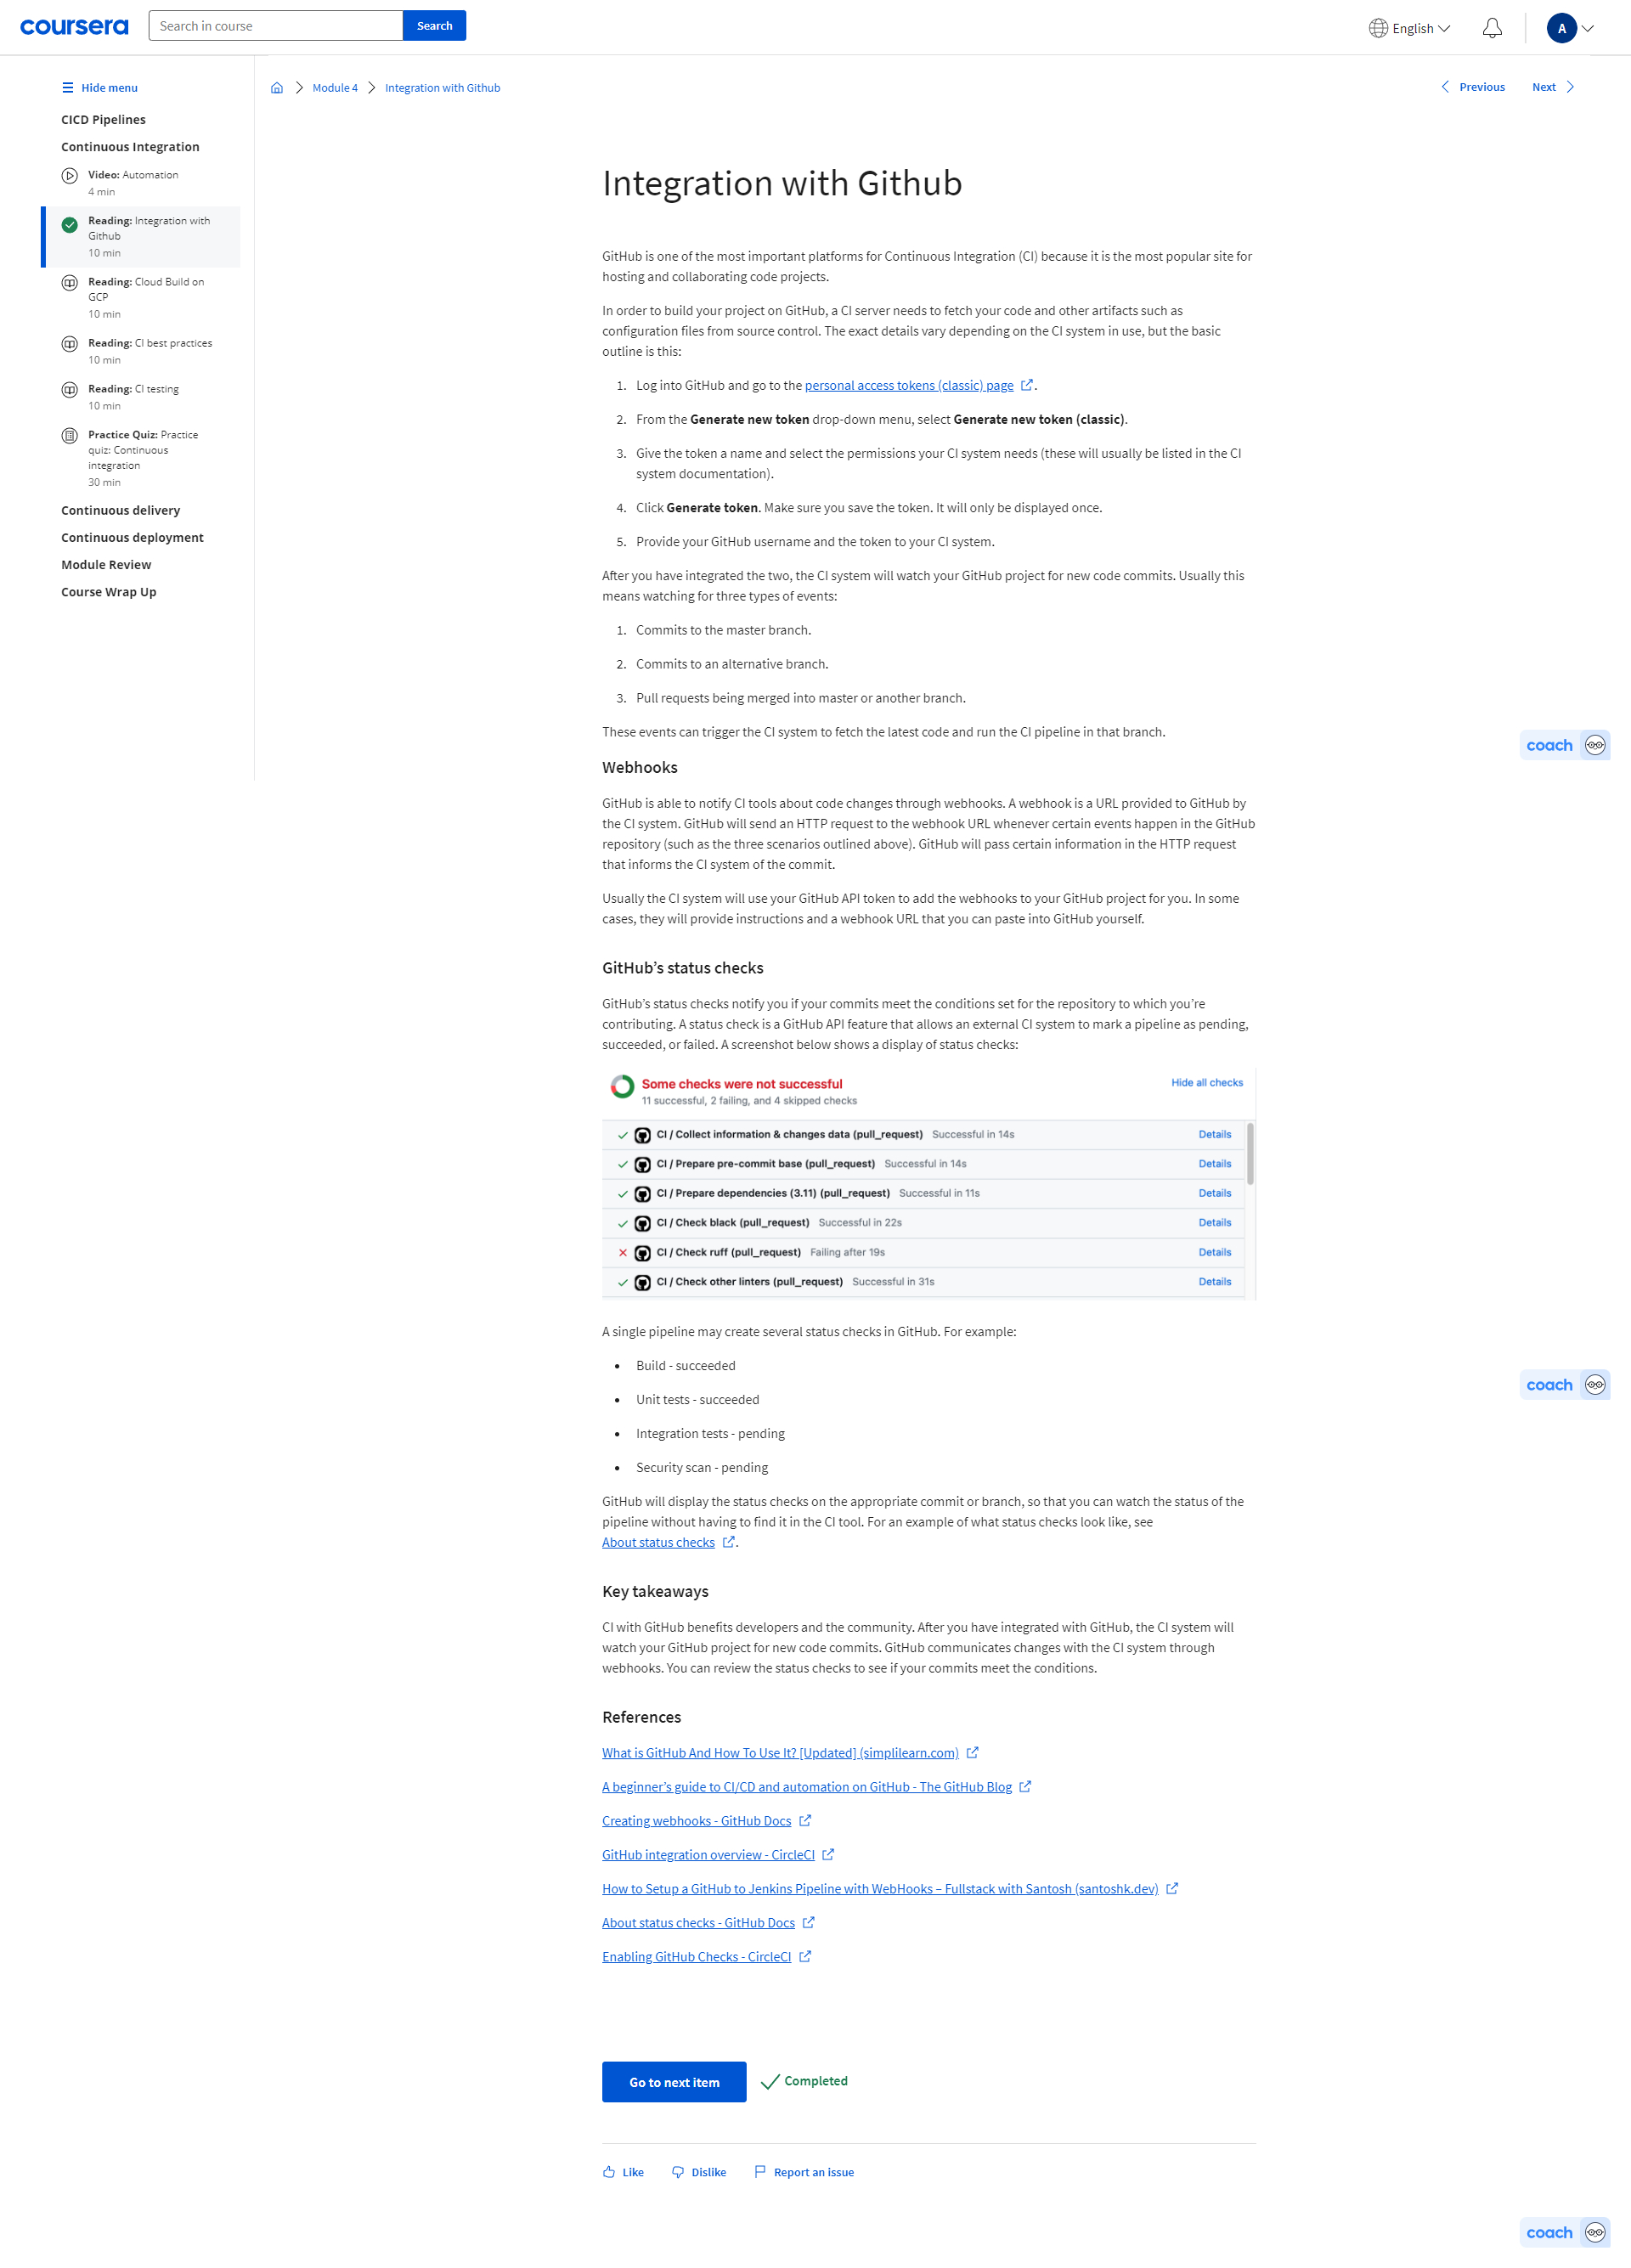 coursera
Search in course
Search
English
A
Hide menu
CICD Pipelines
Continuous Integration
Video: Automation
4 min
Reading: Integration with
Github
10 min
Reading: Cloud Build on
GCP
10 min
Reading: CI best practices
10 min
Reading: CI testing
10 min
Practice Quiz: Practice
quiz: Continuous
integration
30 min
Continuous delivery
Continuous deployment
Module Review
Course Wrap Up
Module 4
Integration with Github
Previous
Next
Integration with Github
GitHub is one of the most important platforms for Continuous Integration (CI) because it is the most popular site for
hosting and collaborating code projects.
In order to build your project on GitHub, a CI server needs to fetch your code and other artifacts such as
configuration files from source control. The exact details vary depending on the CI system in use, but the basic
outline is this:
1. Log into GitHub and go to the personal access tokens (classic) page.
2. From the Generate new token drop-down menu, select Generate new token (classic).
3. Give the token a name and select the permissions your CI system needs (these will usually be listed in the CI
system documentation).
4. Click Generate token. Make sure you save the token. It will only be displayed once.
5. Provide your GitHub username and the token to your CI system.
After you have integrated the two, the CI system will watch your GitHub project for new code commits. Usually this
means watching for three types of events:
1. Commits to the master branch.
2. Commits to an alternative branch.
3. Pull requests being merged into master or another branch.
These events can trigger the CI system to fetch the latest code and run the CI pipeline in that branch.
coach
Webhooks
GitHub is able to notify CI tools about code changes through webhooks. A webhook is a URL provided to GitHub by
the CI system. GitHub will send an HTTP request to the webhook URL whenever certain events happen in the GitHub
repository (such as the three scenarios outlined above). GitHub will pass certain information in the HTTP request
that informs the CI system of the commit.
Usually the CI system will use your GitHub API token to add the webhooks to your GitHub project for you. In some
cases, they will provide instructions and a webhook URL that you can paste into GitHub yourself.
GitHub’s status checks
GitHub’s status checks notify you if your commits meet the conditions set for the repository to which you’re
contributing. A status check is a GitHub API feature that allows an external CI system to mark a pipeline as pending,
succeeded, or failed. A screenshot below shows a display of status checks:
Some checks were not successful
Hide all checks
11 successful, 2 failing, and 4 skipped checks
CI / Collect information & changes data (pull_request) Successful in 14s Details
CI / Prepare pre-commit base (pull_request) Successful in 14s Details
CI / Prepare dependencies (3.11) (pull_request) Successful in 11s Details
CI / Check black (pull_request) Successful in 22s Details
CI / Check ruff (pull_request) Failing after 19s Details
CI / Check other linters (pull_request) Successful in 31s Details
A single pipeline may create several status checks in GitHub. For example:
• Build - succeeded
coach
• Unit tests - succeeded
• Integration tests - pending
• Security scan - pending
GitHub will display the status checks on the appropriate commit or branch, so that you can watch the status of the
pipeline without having to find it in the CI tool. For an example of what status checks look like, see
About status checks.
Key takeaways
CI with GitHub benefits developers and the community. After you have integrated with GitHub, the CI system will
watch your GitHub project for new code commits. GitHub communicates changes with the CI system through
webhooks. You can review the status checks to see if your commits meet the conditions.
References
What is GitHub And How To Use It? [Updated] (simplilearn.com)
A beginner’s guide to CI/CD and automation on GitHub - The GitHub Blog
Creating webhooks - GitHub Docs
GitHub integration overview - CircleCI
How to Setup a GitHub to Jenkins Pipeline with WebHooks – Fullstack with Santosh (santoshk.dev)
About status checks - GitHub Docs
Enabling GitHub Checks - CircleCI
Go to next item
Completed
Like
Dislike
Report an issue
coach